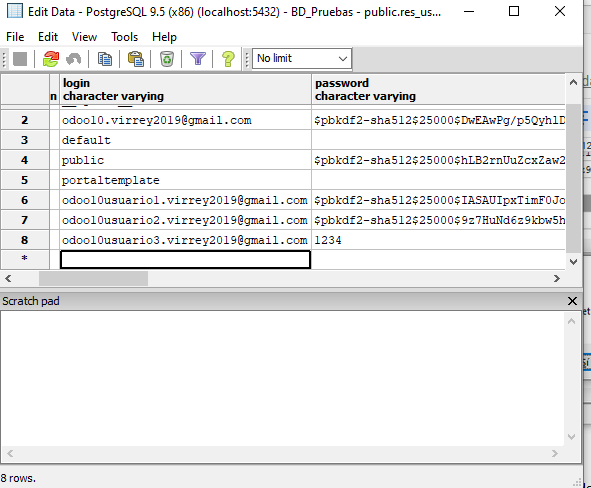 Edit Data - PostgreSQL 9.5 (x86) (localhost:5432) - BD_Pruebas - public.res_us...
File Edit View Tools Help
No limit
n login password
character varying character varying
2 odoo10.virrey2019@gmail.com $pbkdf2-sha512$25000$DwEAwPg/p5QyhlD
3 default
4 public $pbkdf2-sha512$25000$hLB2rnUuZcxZaw2
5 portaltemplate
6 odoo10usuario1.virrey2019@gmail.com $pbkdf2-sha512$25000$IASAUIpxTimF0Jo
7 odoo10usuario2.virrey2019@gmail.com $pbkdf2-sha512$25000$9z7HuNd6z9kbw5h
8 odoo10usuario3.virrey2019@gmail.com 1234
*
Scratch pad
8 rows.